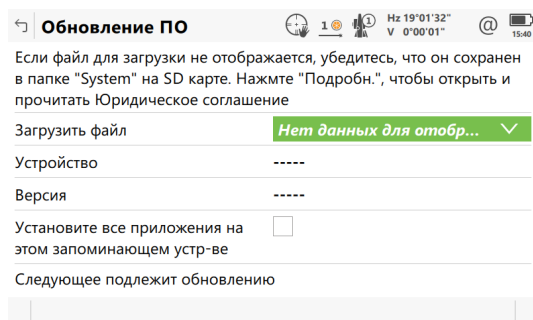 Обновление ПО
1
1
Hz 19°01'32"
V 0°00'01"
@
15:40
Если файл для загрузки не отображается, убедитесь, что он сохранен
в папке "System" на SD карте. Нажмте "Подробн.", чтобы открыть и
прочитать Юридическое соглашение
Загрузить файл
Нет данных для отобр...
Устройство
-----
Версия
-----
Установите все приложения на
этом запоминающем устр-ве
Следующее подлежит обновлению